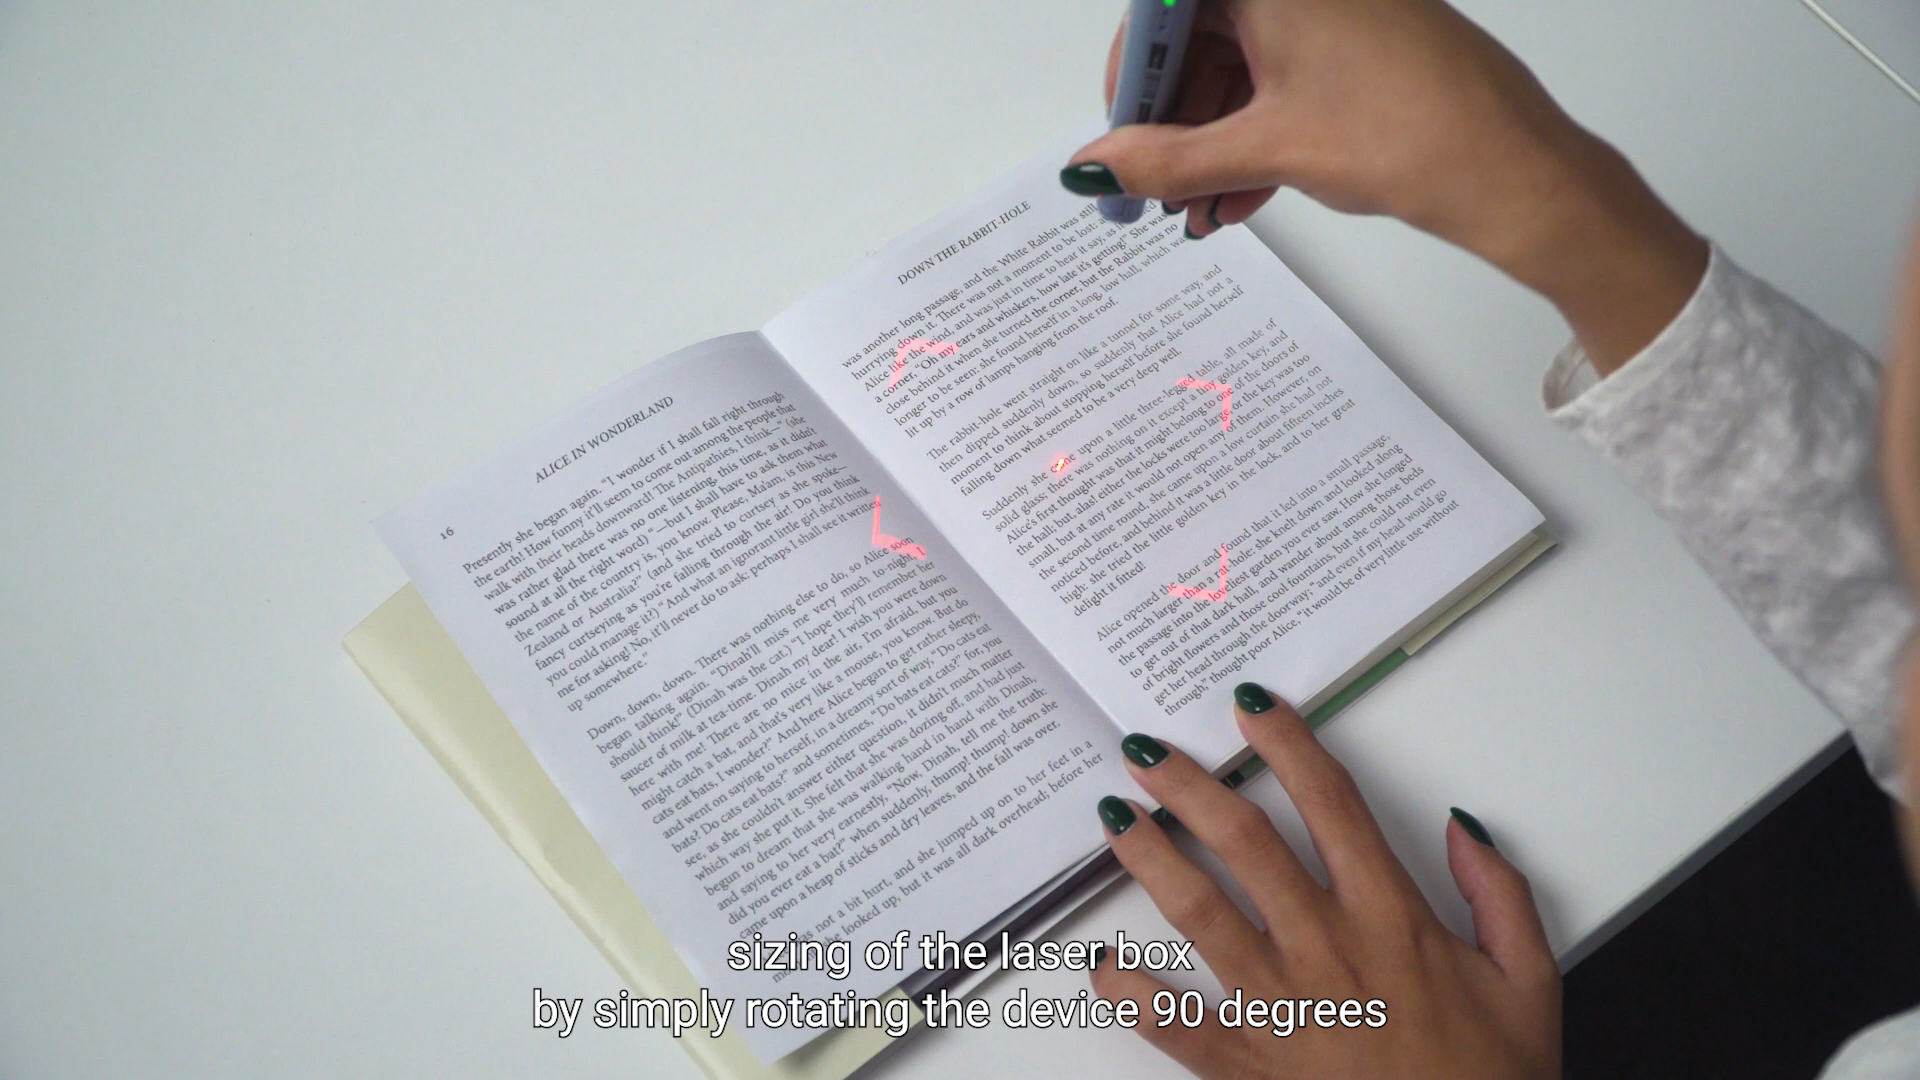 ALICE IN WONDERLAND
16
Presently she began again. “I wonder if I shall fall right through
the earth! How funny it’ll seem to come out among the people that
walk with their heads downward! The Antipathies, I think—” (she
was rather glad there was no one listening, this time, as it didn’t
sound at all the right word) “—but I shall have to ask them what
the name of the country is, you know. Please, Ma’am, is this New
Zealand or Australia?” (and she tried to curtsey as she spoke—
fancy curtseying as you’re falling through the air! Do you think
you could manage it?) “And what an ignorant little girl she’ll think
me for asking! No, it’ll never do to ask: perhaps I shall see it written
up somewhere.”
Down, down, down. There was nothing else to do, so Alice soon
began talking again. “Dinah’ll miss me very much to-night, I
should think!” (Dinah was the cat.) “I hope they’ll remember her
saucer of milk at tea-time. Dinah my dear! I wish you were down
here with me! There are no mice in the air, I’m afraid, but you
might catch a bat, and that’s very like a mouse, you know. But do
cats eat bats, I wonder?” And here Alice began to get rather sleepy,
and went on saying to herself, in a dreamy sort of way, “Do cats eat
bats? Do cats eat bats?” and sometimes, “Do bats eat cats?” for, you
see, as she couldn’t answer either question, it didn’t much matter
which way she put it. She felt that she was dozing off, and had just
begun to dream that she was walking hand in hand with Dinah,
and saying to her very earnestly, “Now, Dinah, tell me the truth:
did you ever eat a bat?” when suddenly, thump! thump! down she
came upon a heap of sticks and dry leaves, and the fall was over.
not a bit hurt, and she jumped up on to her feet in a
looked up, but it was all dark overhead; before her
DOWN THE RABBIT-HOLE
was another long passage, and the White Rabbit was still
hurrying down it. There was not a moment to be lost:
Alice like the wind, and was just in time to hear it say, as
a corner, “Oh my ears and whiskers, how late it’s getting!” She was
close behind it when she turned the corner, but the Rabbit was no
longer to be seen: she found herself in a long, low hall, which was
lit up by a row of lamps hanging from the roof.
The rabbit-hole went straight on like a tunnel for some way, and
then dipped suddenly down, so suddenly that Alice had not a
moment to think about stopping herself before she found herself
falling down what seemed to be a very deep well.
Suddenly she came upon a little three-legged table, all made of
solid glass; there was nothing on it except a tiny golden key, and
Alice’s first thought was that it might belong to one of the doors of
the hall; but, alas! either the locks were too large, or the key was too
small, but at any rate it would not open any of them. However, on
the second time round, she came upon a low curtain she had not
noticed before, and behind it was a little door about fifteen inches
high: she tried the little golden key in the lock, and to her great
delight it fitted!
Alice opened the door and found that it led into a small passage,
not much larger than a rat-hole: she knelt down and looked along
the passage into the loveliest garden you ever saw. How she longed
to get out of that dark hall, and wander about among those beds
of bright flowers and those cool fountains, but she could not even
get her head through the doorway; “and even if my head would go
through,” thought poor Alice, “it would be of very little use without
sizing of the laser box
by simply rotating the device 90 degrees